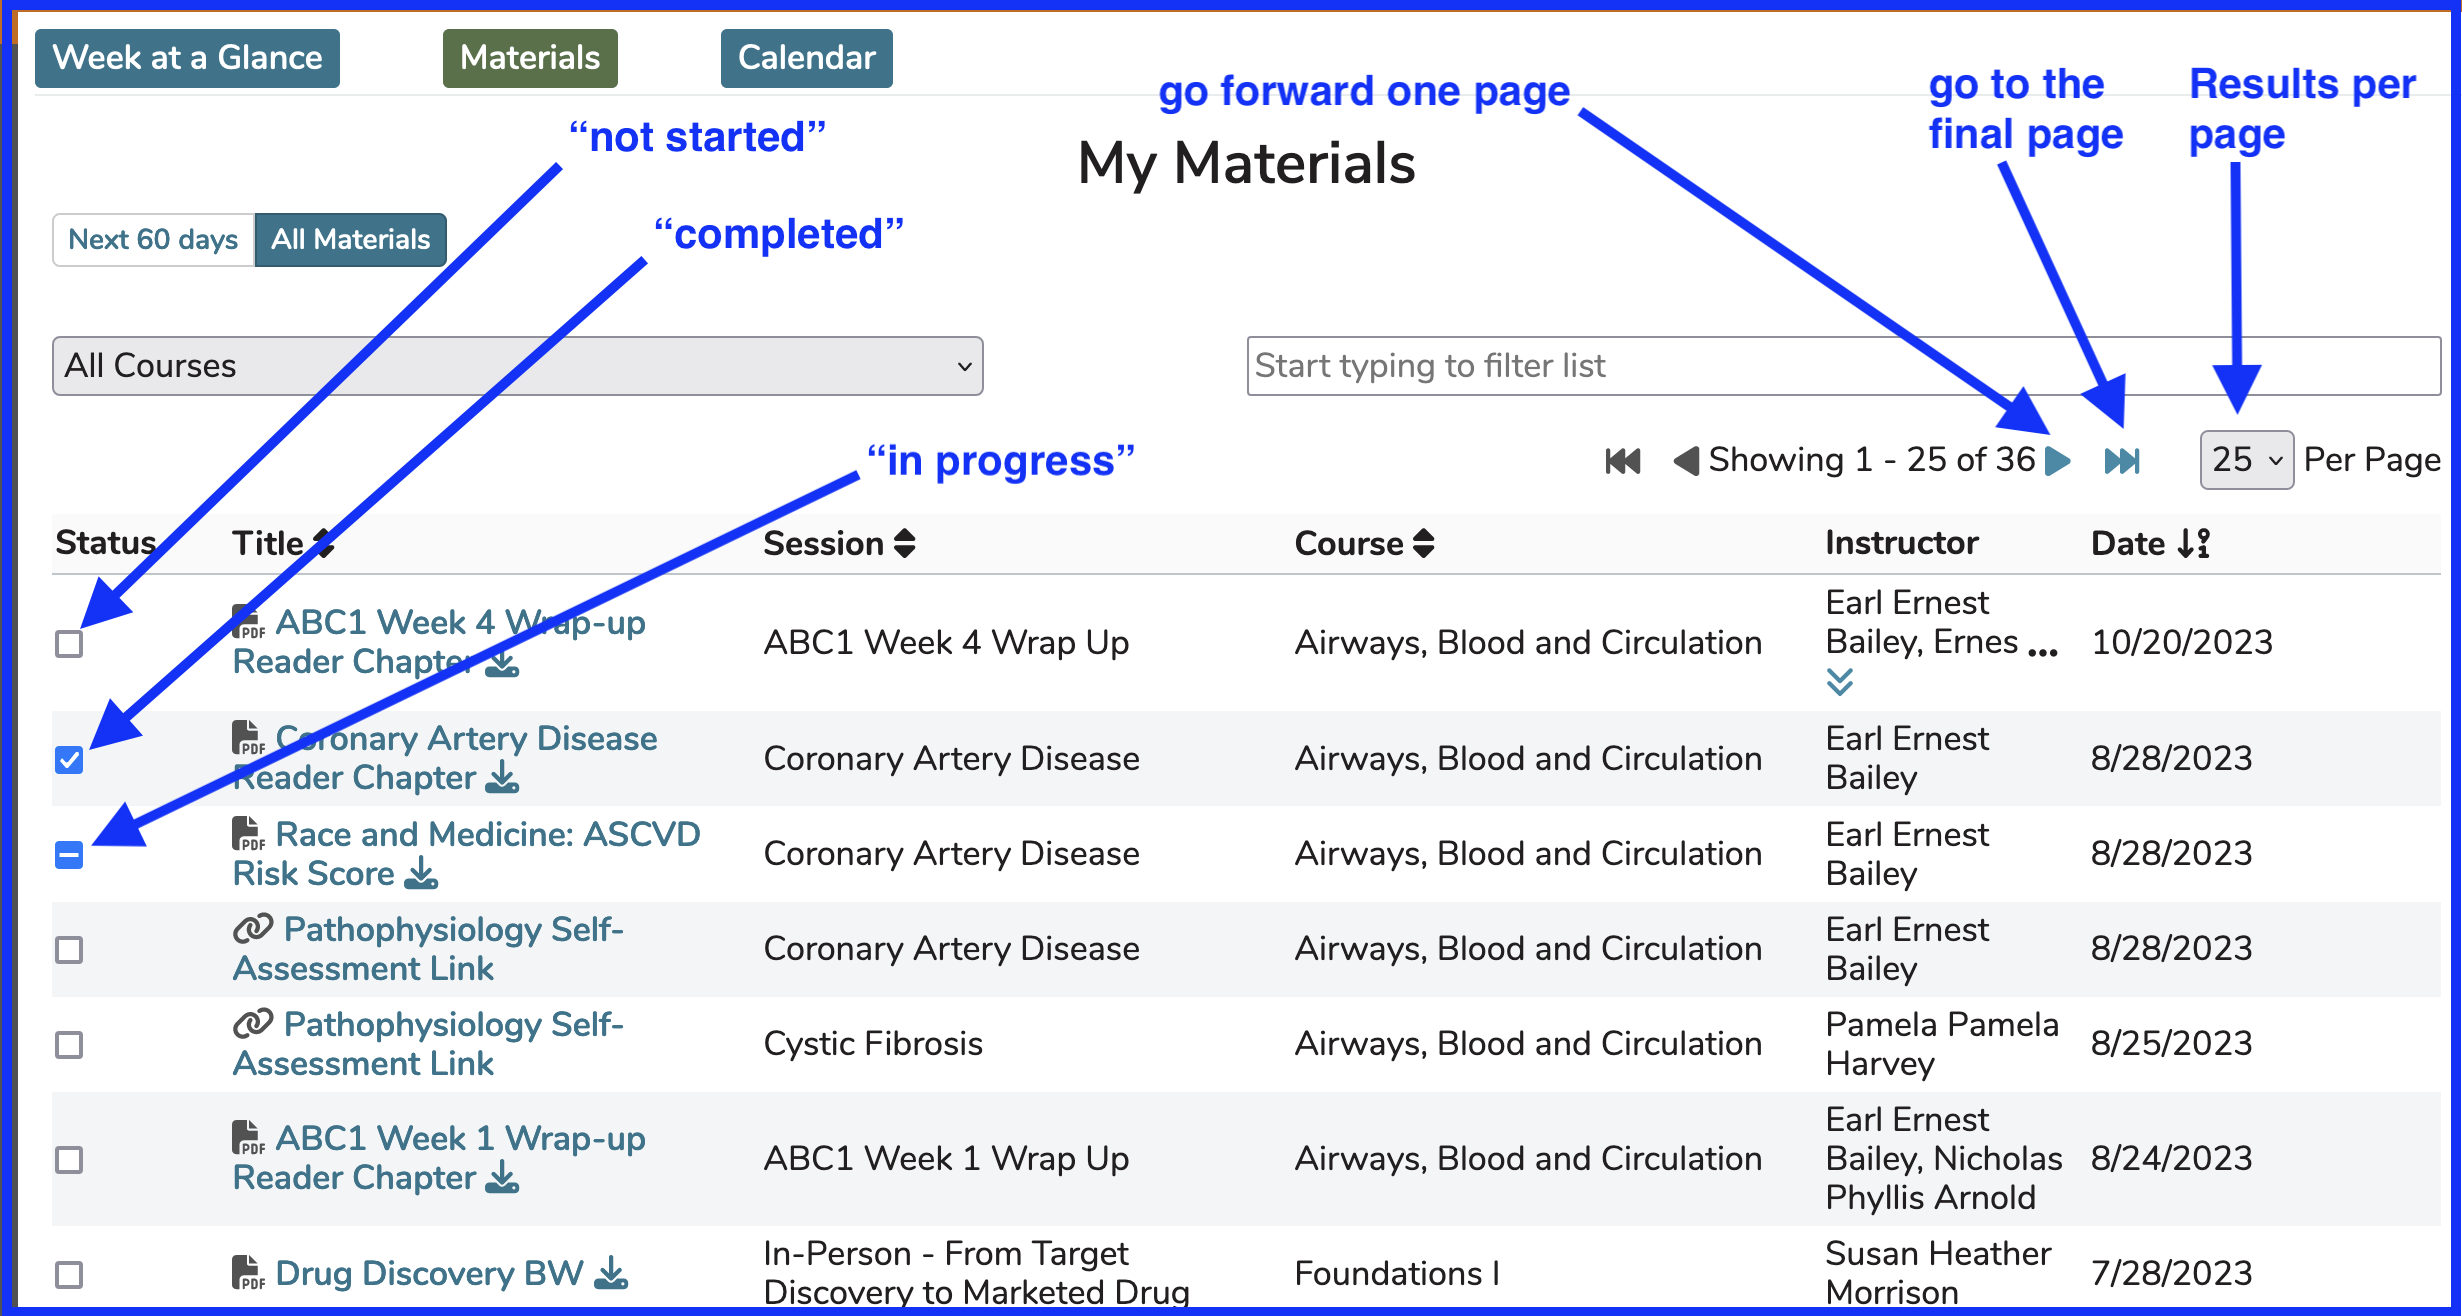 Week at a Glance Materials Calendar
go forward one page
go to the
final page
Results per
page
“not started”
My Materials
Next 60 days All Materials
“completed”
All Courses
Start typing to filter list
“in progress”
Showing 1 - 25 of 36
25 Per Page
Status Title Session Course Instructor Date
ABC1 Week 4 Wrap-up
Reader Chapter
ABC1 Week 4 Wrap Up
Airways, Blood and Circulation
Earl Ernest
Bailey, Ernes ...
10/20/2023
PDF
Coronary Artery Disease
Reader Chapter
Coronary Artery Disease
Airways, Blood and Circulation
Earl Ernest
Bailey
8/28/2023
PDF
Race and Medicine: ASCVD
Risk Score
Coronary Artery Disease
Airways, Blood and Circulation
Earl Ernest
Bailey
8/28/2023
PDF
Pathophysiology Self-
Assessment Link
Coronary Artery Disease
Airways, Blood and Circulation
Earl Ernest
Bailey
8/28/2023
Pathophysiology Self-
Assessment Link
Cystic Fibrosis
Airways, Blood and Circulation
Pamela Pamela
Harvey
8/25/2023
ABC1 Week 1 Wrap-up
Reader Chapter
ABC1 Week 1 Wrap Up
Airways, Blood and Circulation
Earl Ernest
Bailey, Nicholas
Phyllis Arnold
8/24/2023
PDF
Drug Discovery BW
In-Person - From Target
Discovery to Marketed Drug
Foundations I
Susan Heather
Morrison
7/28/2023
PDF